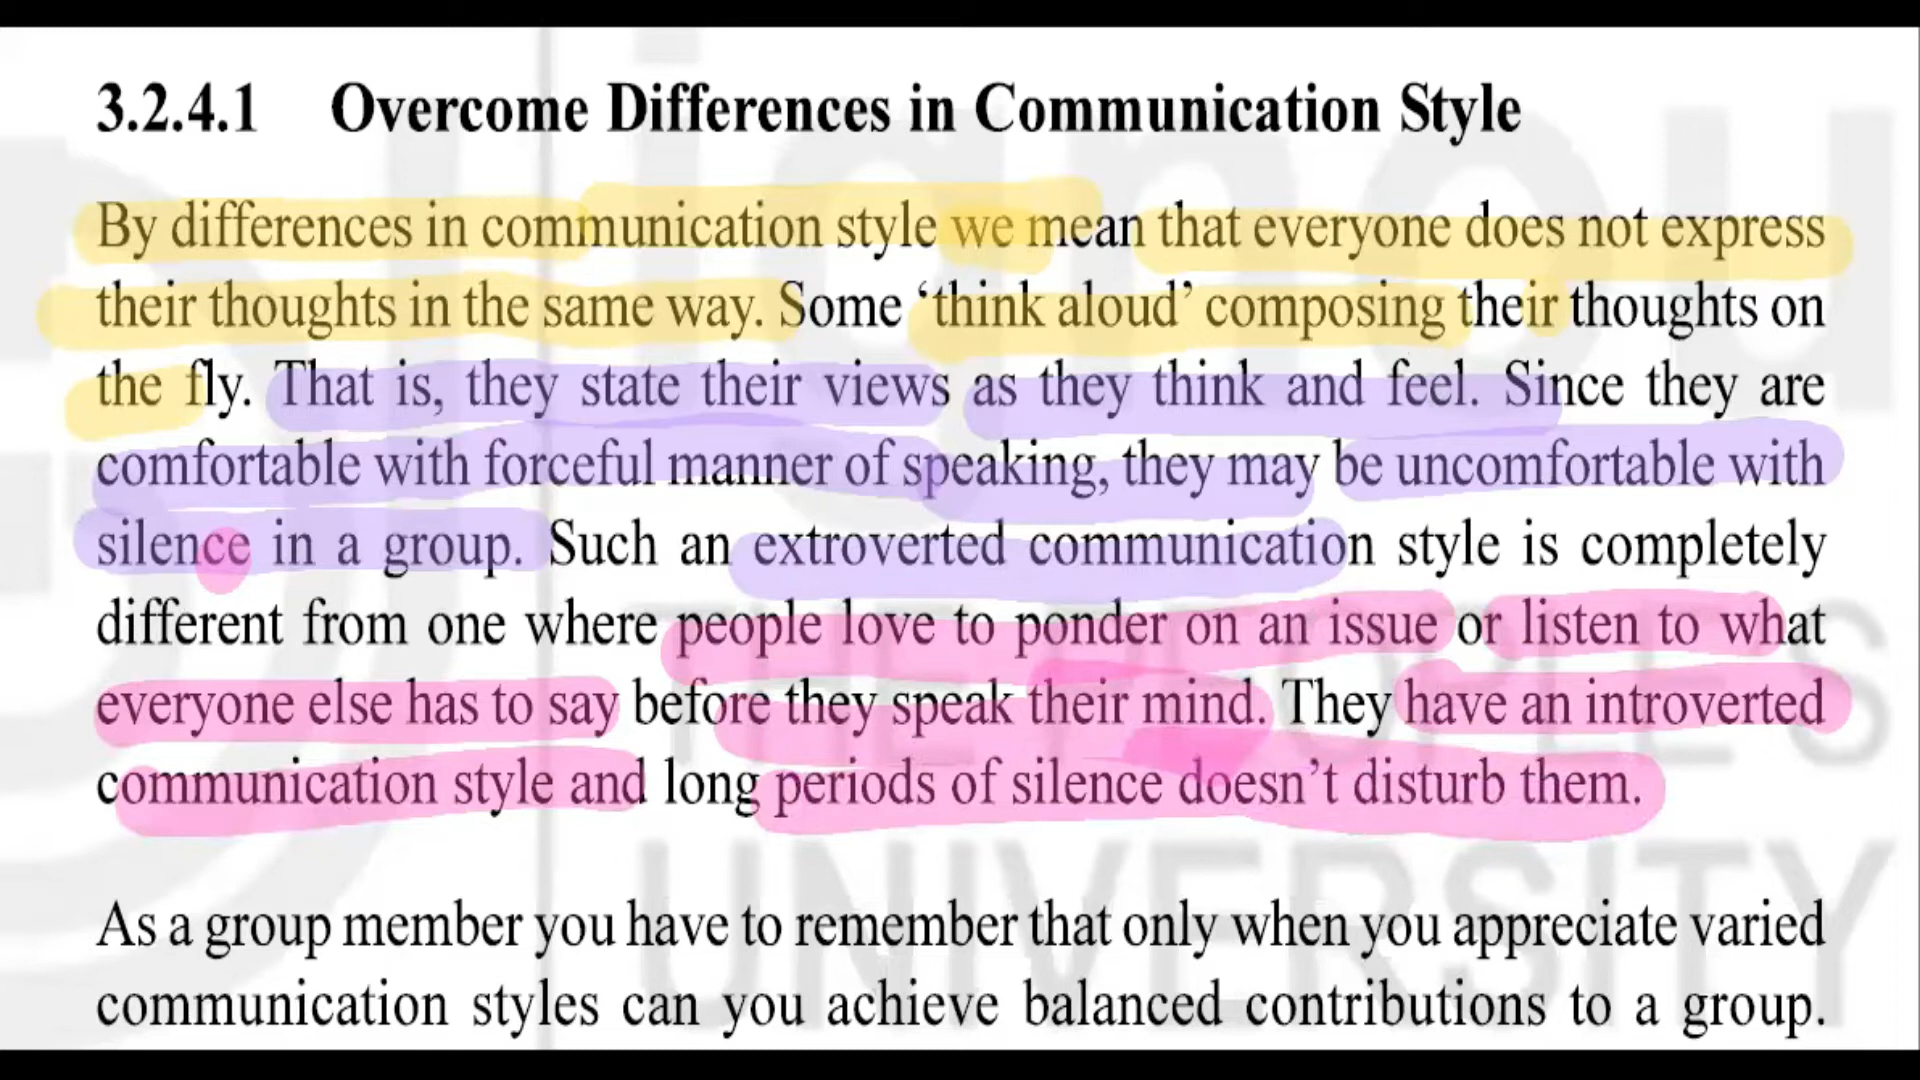 3.2.4.1 Overcome Differences in Communication Style
By differences in communication style we mean that everyone does not express
their thoughts in the same way. Some ‘think aloud’ composing their thoughts on
the fly. That is, they state their views as they think and feel. Since they are
comfortable with forceful manner of speaking, they may be uncomfortable with
silence in a group. Such an extroverted communication style is completely
different from one where people love to ponder on an issue or listen to what
everyone else has to say before they speak their mind. They have an introverted
communication style and long periods of silence doesn’t disturb them.
As a group member you have to remember that only when you appreciate varied
communication styles can you achieve balanced contributions to a group.
ignou
THE PEOPLE'S
UNIVERSITY